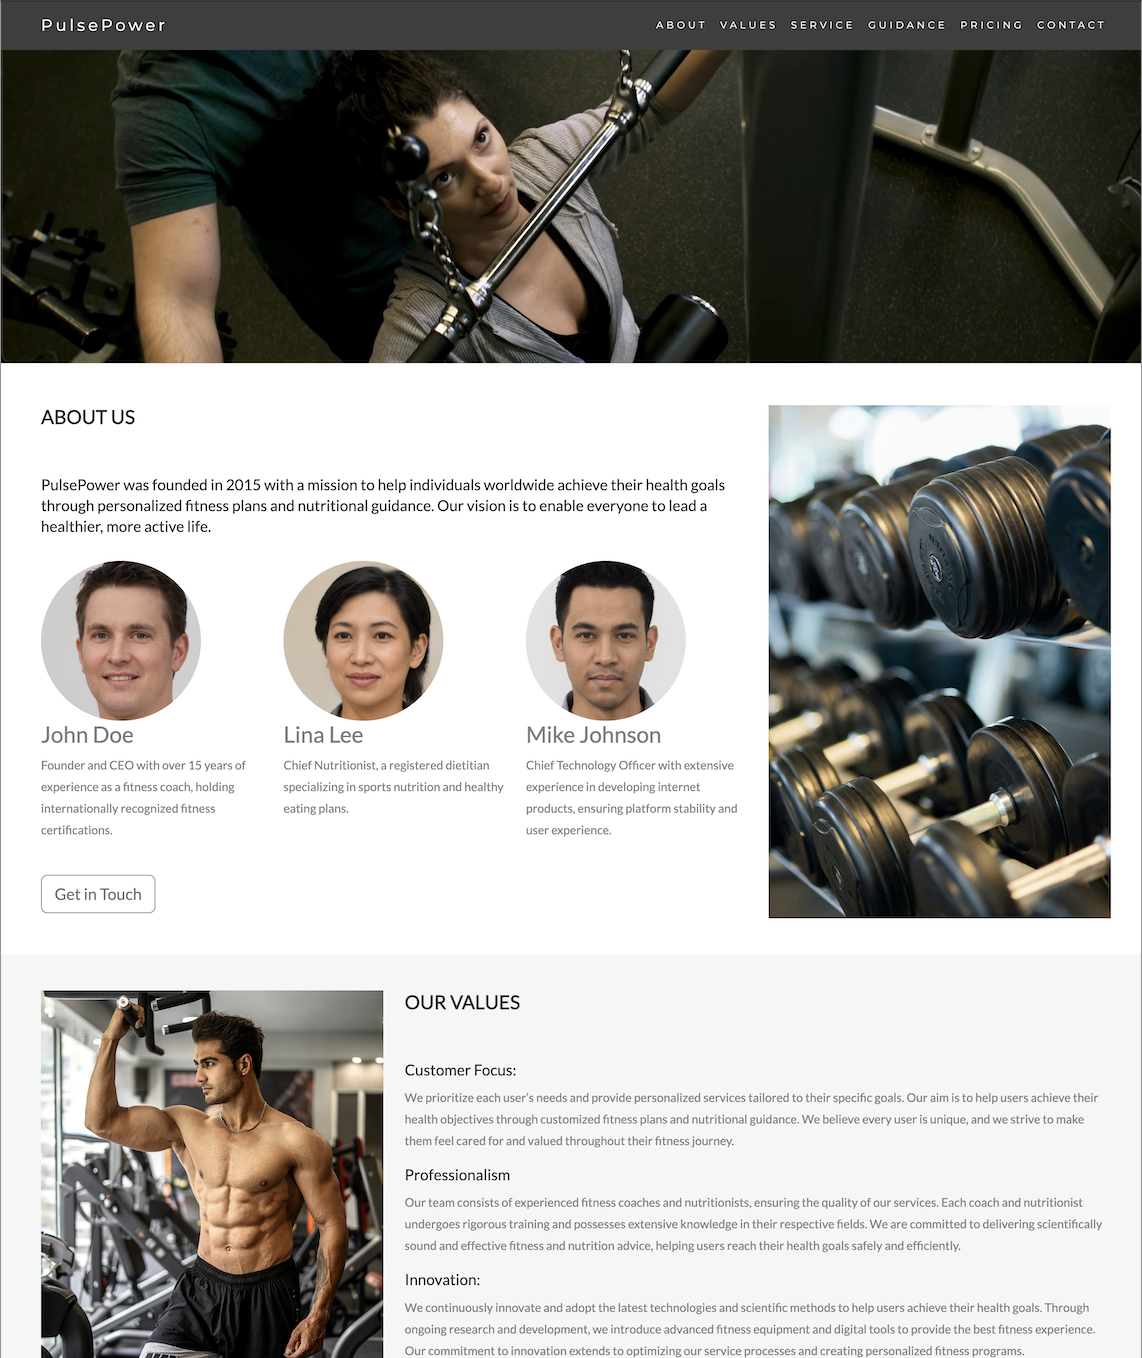 PulsePower
ABOUT VALUES SERVICE GUIDANCE PRICING CONTACT
ABOUT US
PulsePower was founded in 2015 with a mission to help individuals worldwide achieve their health goals
through personalized fitness plans and nutritional guidance. Our vision is to enable everyone to lead a
healthier, more active life.
John Doe
Founder and CEO with over 15 years of
experience as a fitness coach, holding
internationally recognized fitness
certifications.
Lina Lee
Chief Nutritionist, a registered dietitian
specializing in sports nutrition and healthy
eating plans.
Mike Johnson
Chief Technology Officer with extensive
experience in developing internet
products, ensuring platform stability and
user experience.
Get in Touch
OUR VALUES
Customer Focus:
We prioritize each user's needs and provide personalized services tailored to their specific goals. Our aim is to help users achieve their
health objectives through customized fitness plans and nutritional guidance. We believe every user is unique, and we strive to make
them feel cared for and valued throughout their fitness journey.
Professionalism
Our team consists of experienced fitness coaches and nutritionists, ensuring the quality of our services. Each coach and nutritionist
undergoes rigorous training and possesses extensive knowledge in their respective fields. We are committed to delivering scientifically
sound and effective fitness and nutrition advice, helping users reach their health goals safely and efficiently.
Innovation:
We continuously innovate and adopt the latest technologies and scientific methods to help users achieve their health goals. Through
ongoing research and development, we introduce advanced fitness equipment and digital tools to provide the best fitness experience.
Our commitment to innovation extends to optimizing our service processes and creating personalized fitness programs.